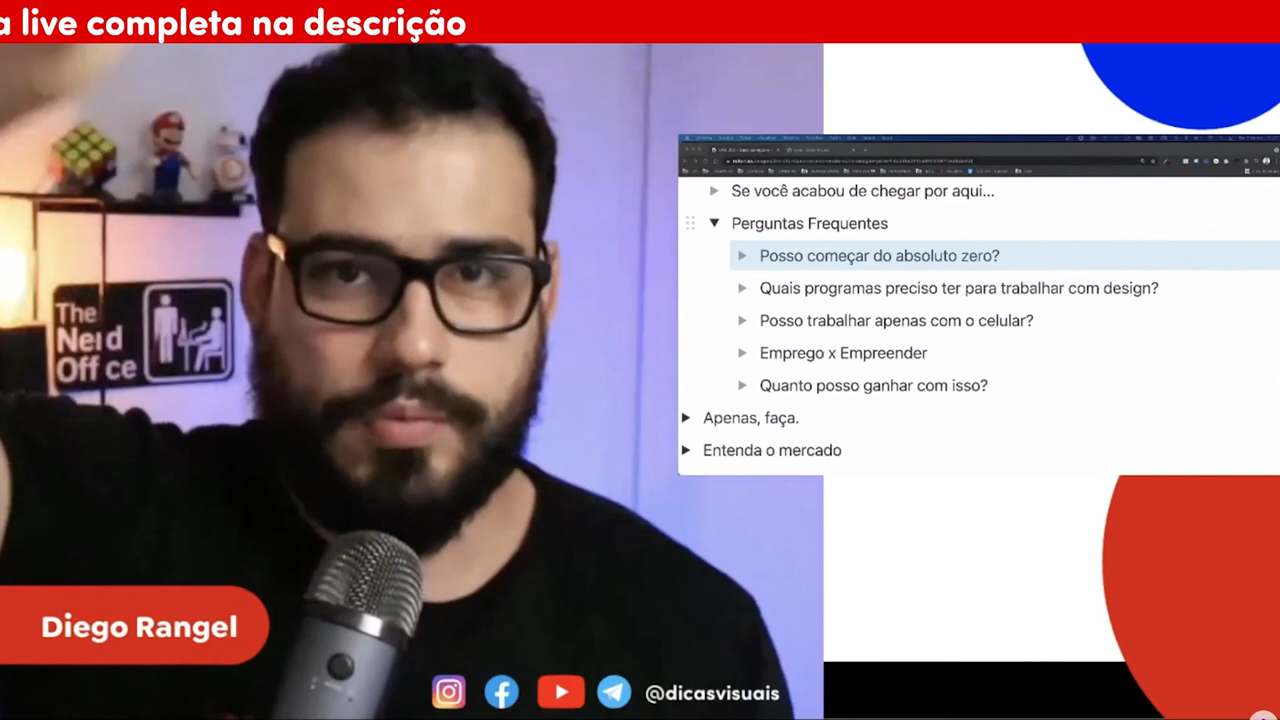 a live completa na descrição
Se você acabou de chegar por aqui...
Perguntas Frequentes
Posso começar do absoluto zero?
Quais programas preciso ter para trabalhar com design?
Posso trabalhar apenas com o celular?
Emprego x Empreender
Quanto posso ganhar com isso?
Apenas, faça.
Entenda o mercado
The
Nerd
Office
Diego Rangel
@dicasvisuais